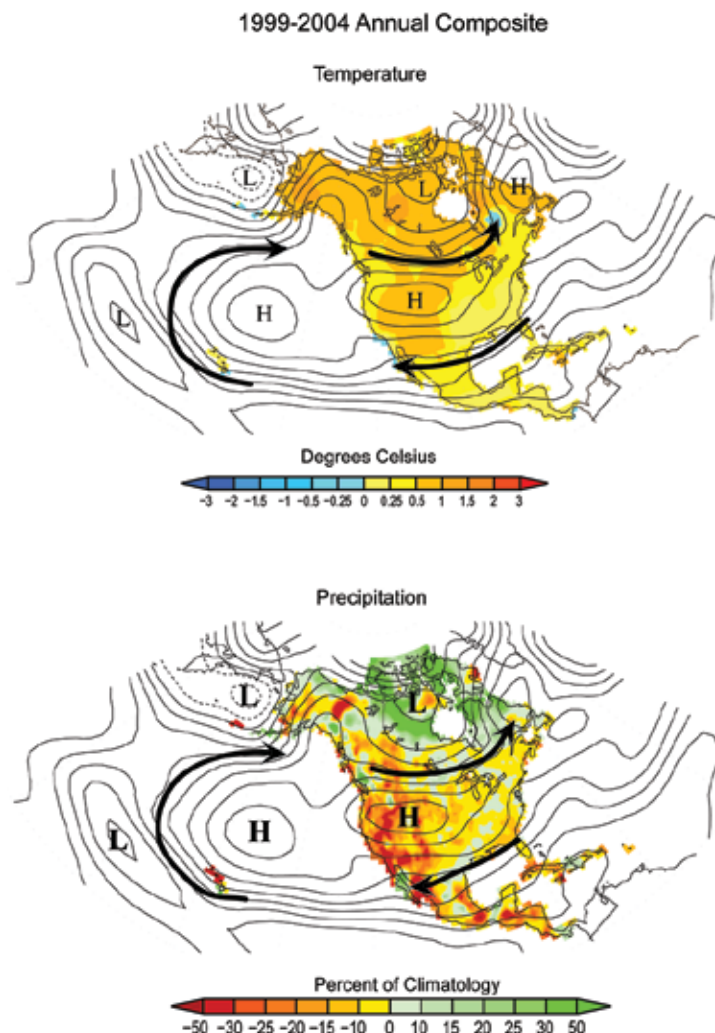 1999-2004 Annual Composite
Temperature
L
L
H
L
H
H
Degrees Celsius
−3 −2 −1.5 −1 −0.5 −0.25 0 0.25 0.5 1 1.5 2 3
Precipitation
L
L
L
H
H
Percent of Climatology
−50 −30 −25 −20 −15 −10 0 10 15 20 25 30 50